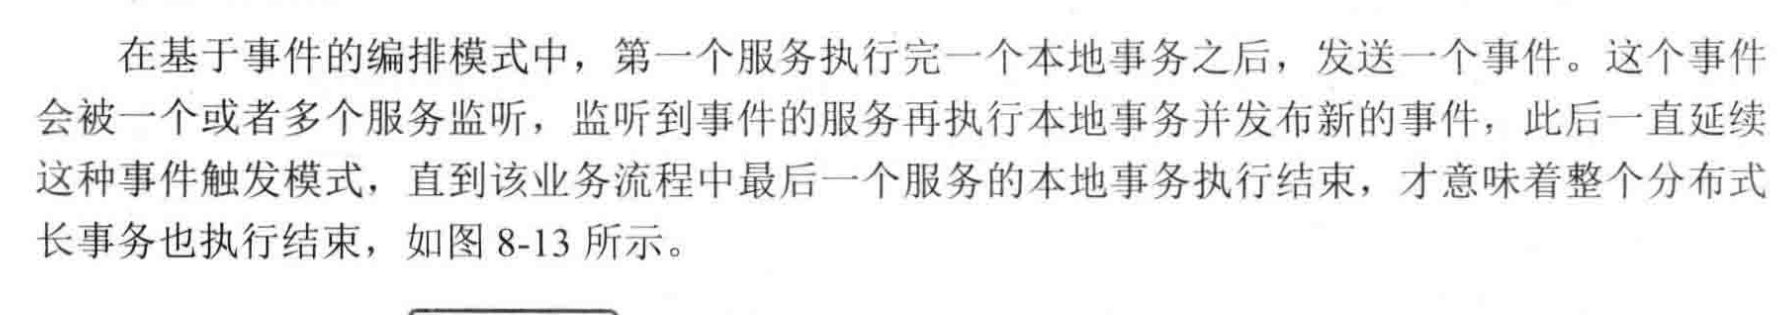 在基于事件的编排模式中，第一个服务执行完一个本地事务之后，发送一个事件。这个事件
会被一个或者多个服务监听，监听到事件的服务再执行本地事务并发布新的事件，此后一直延续
这种事件触发模式，直到该业务流程中最后一个服务的本地事务执行结束，才意味着整个分布式
长事务也执行结束，如图 8-13 所示。